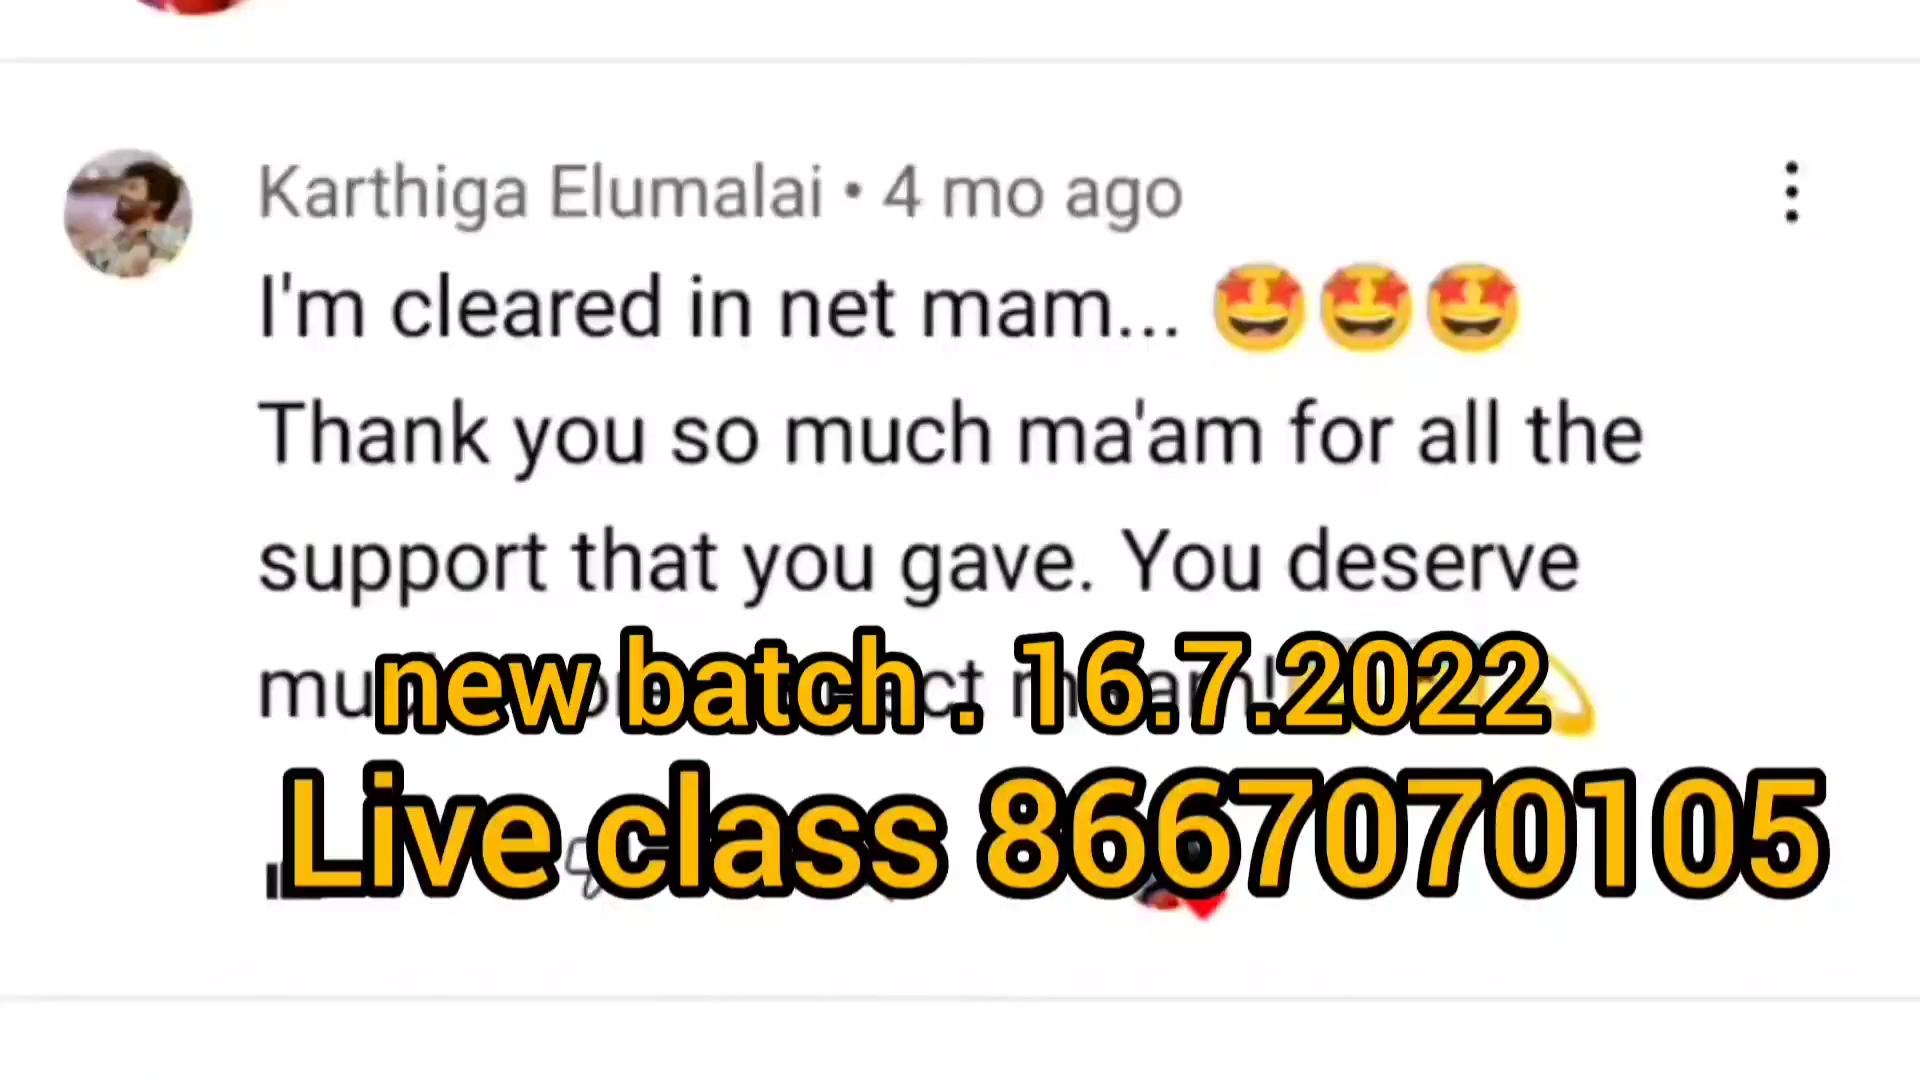 Karthiga Elumalai • 4 mo ago
I'm cleared in net mam... 🤩🤩🤩
Thank you so much ma'am for all the
support that you gave. You deserve
new batch . 16.7.2022
Live class 8667070105